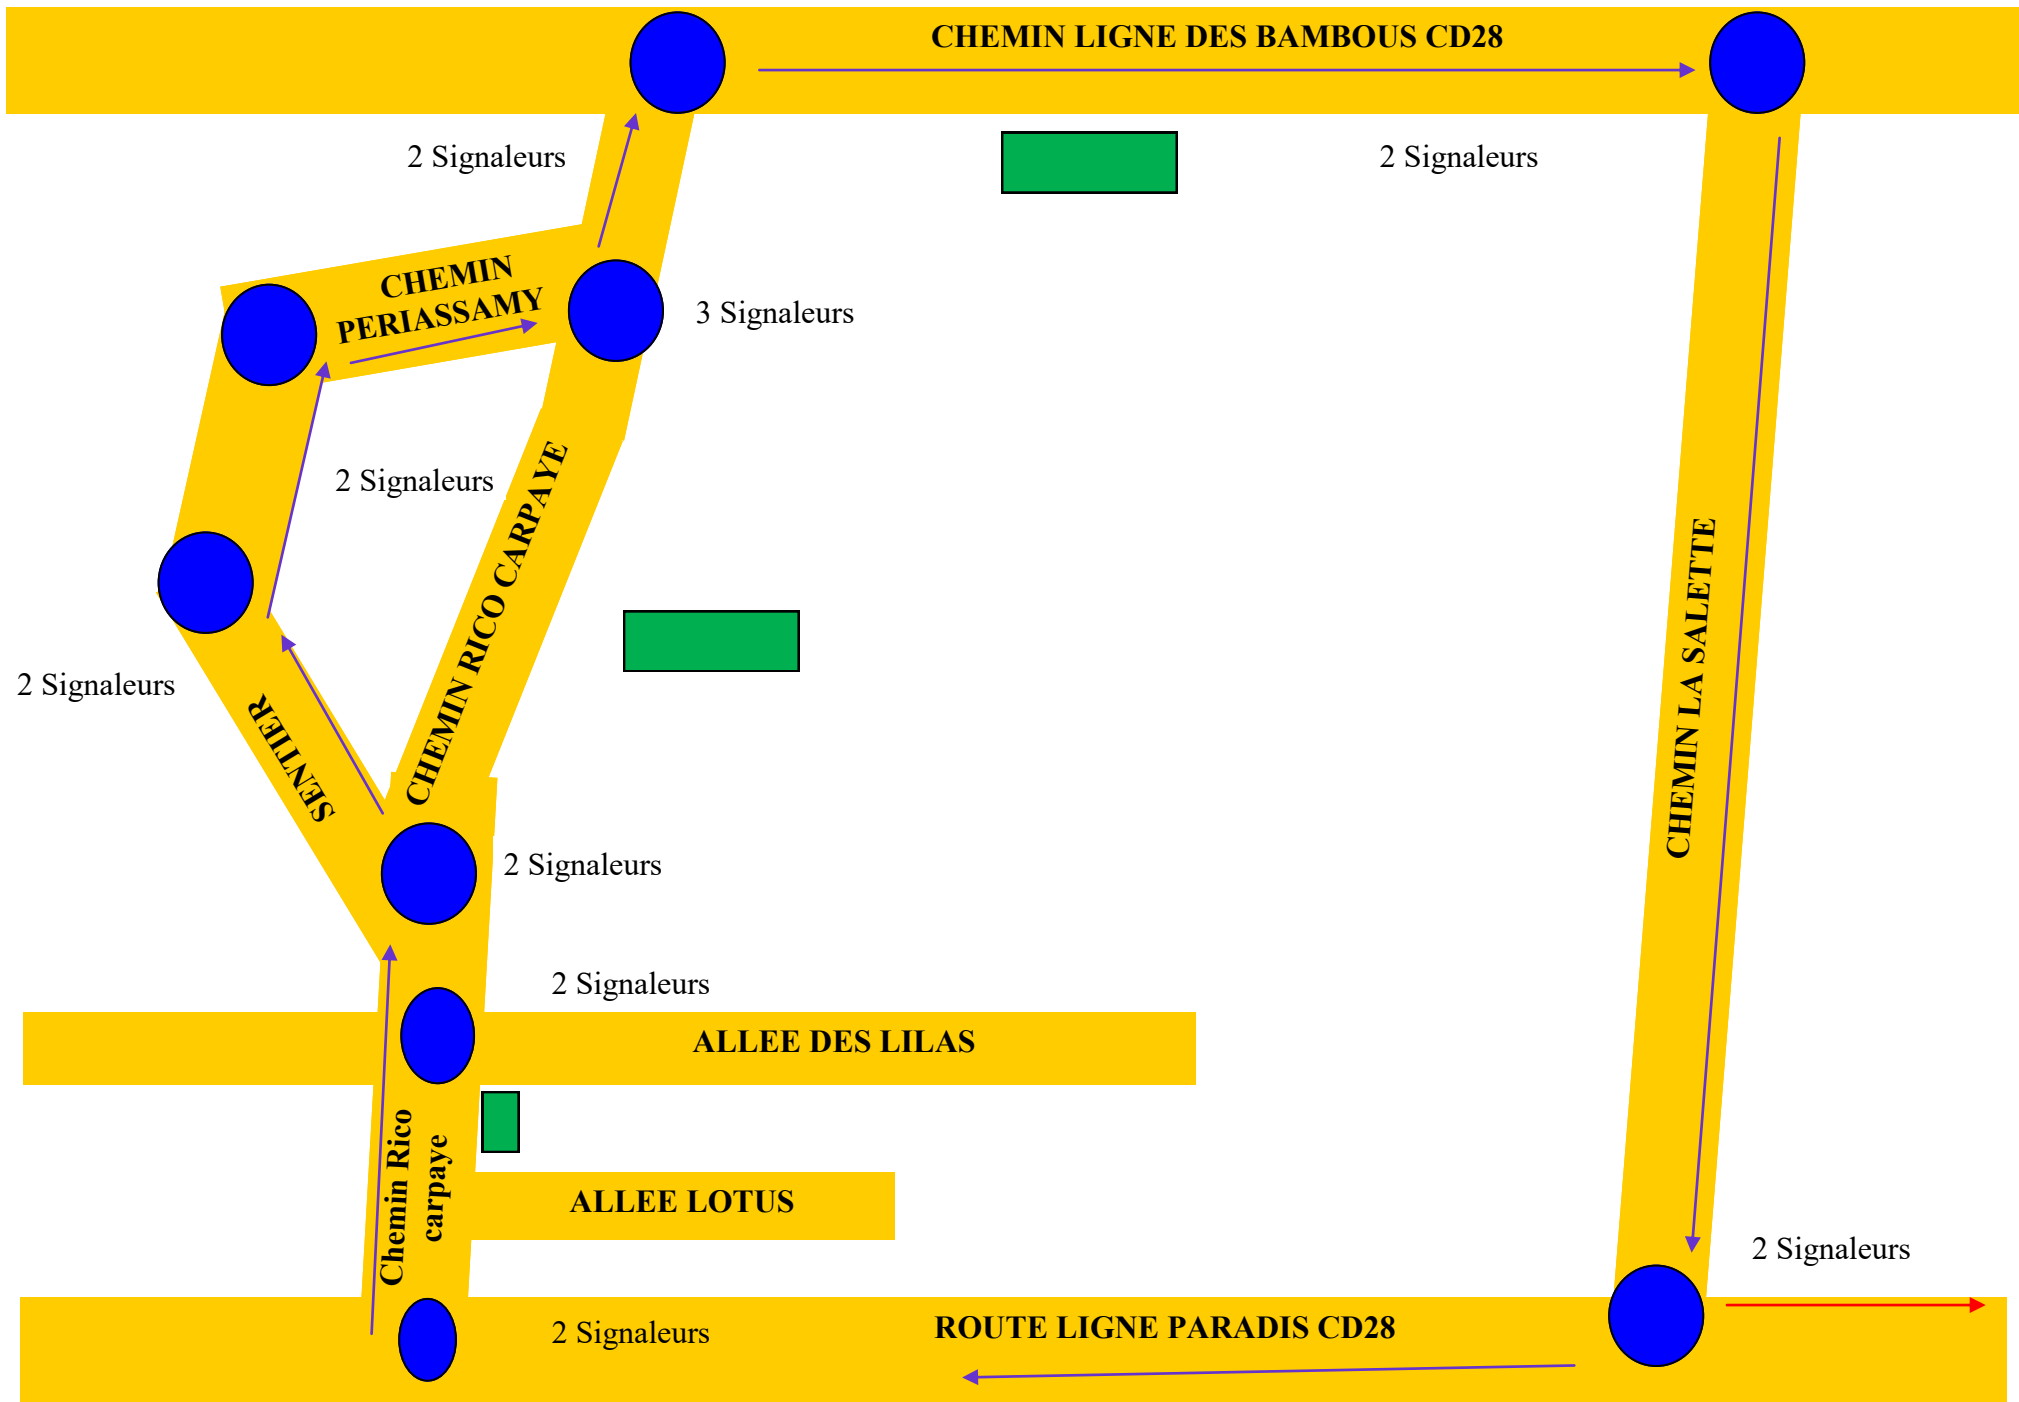 CHEMIN LIGNE DES BAMBOUS CD28
2 Signaleurs
2 Signaleurs
CHEMIN
PERIASSAMY
3 Signaleurs
2 Signaleurs
CHEMIN RICO CARPAYE
CHEMIN LA SALETTE
2 Signaleurs
SENTIER
2 Signaleurs
2 Signaleurs
ALLEE DES LILAS
Chemin Rico
carpaye
ALLEE LOTUS
2 Signaleurs
2 Signaleurs
ROUTE LIGNE PARADIS CD28